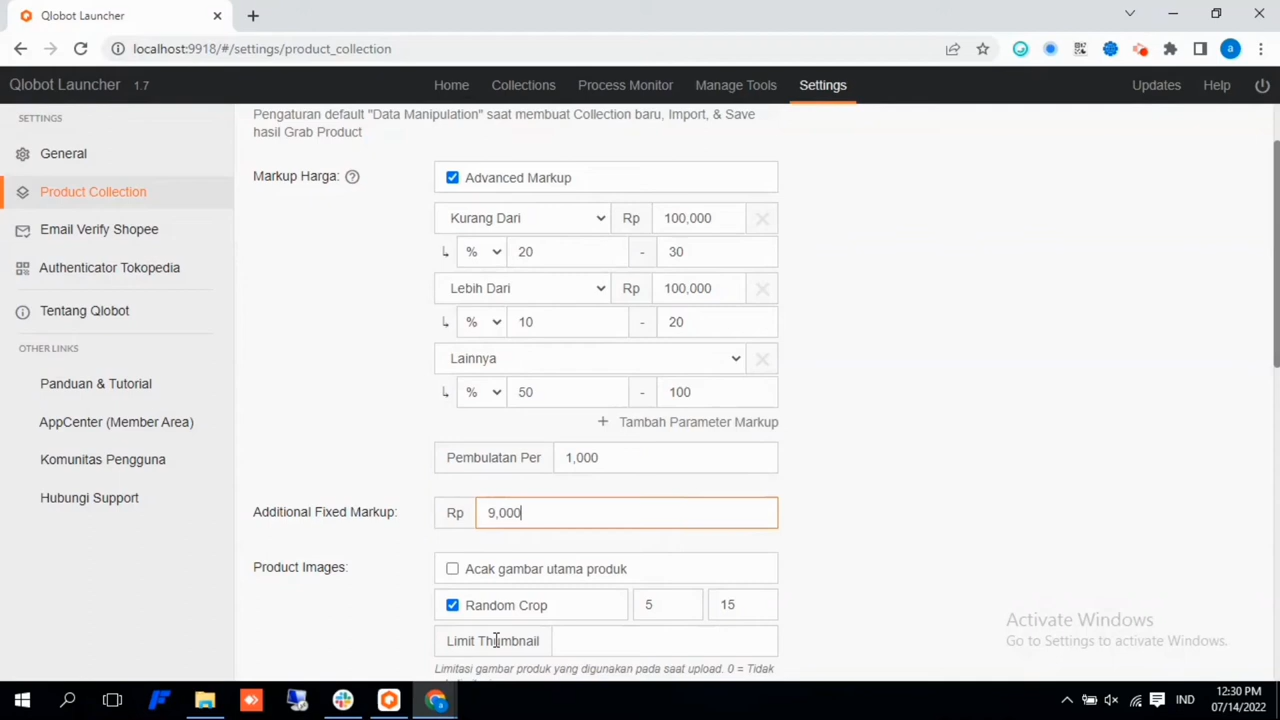 Qlobot Launcher
localhost:9918/#/settings/product_collection
a
Qlobot Launcher 1.7 Home Collections Process Monitor Manage Tools Settings Updates Help
SETTINGS
General
Product Collection
Email Verify Shopee
Authenticator Tokopedia
Tentang Qlobot
OTHER LINKS
Panduan & Tutorial
AppCenter (Member Area)
Komunitas Pengguna
Hubungi Support
Pengaturan default "Data Manipulation" saat membuat Collection baru, Import, & Save
hasil Grab Product
Markup Harga: Advanced Markup
Kurang Dari Rp 100,000
% 20 - 30
Lebih Dari Rp 100,000
% 10 - 20
Lainnya
% 50 - 100
+ Tambah Parameter Markup
Pembulatan Per 1,000
Additional Fixed Markup: Rp 9,000
Product Images: Acak gambar utama produk
Random Crop 5 15
Limit Thumbnail
Limitasi gambar produk yang digunakan pada saat upload. 0 = Tidak
Activate Windows
Go to Settings to activate Windows.
IND
12:30 PM
07/14/2022